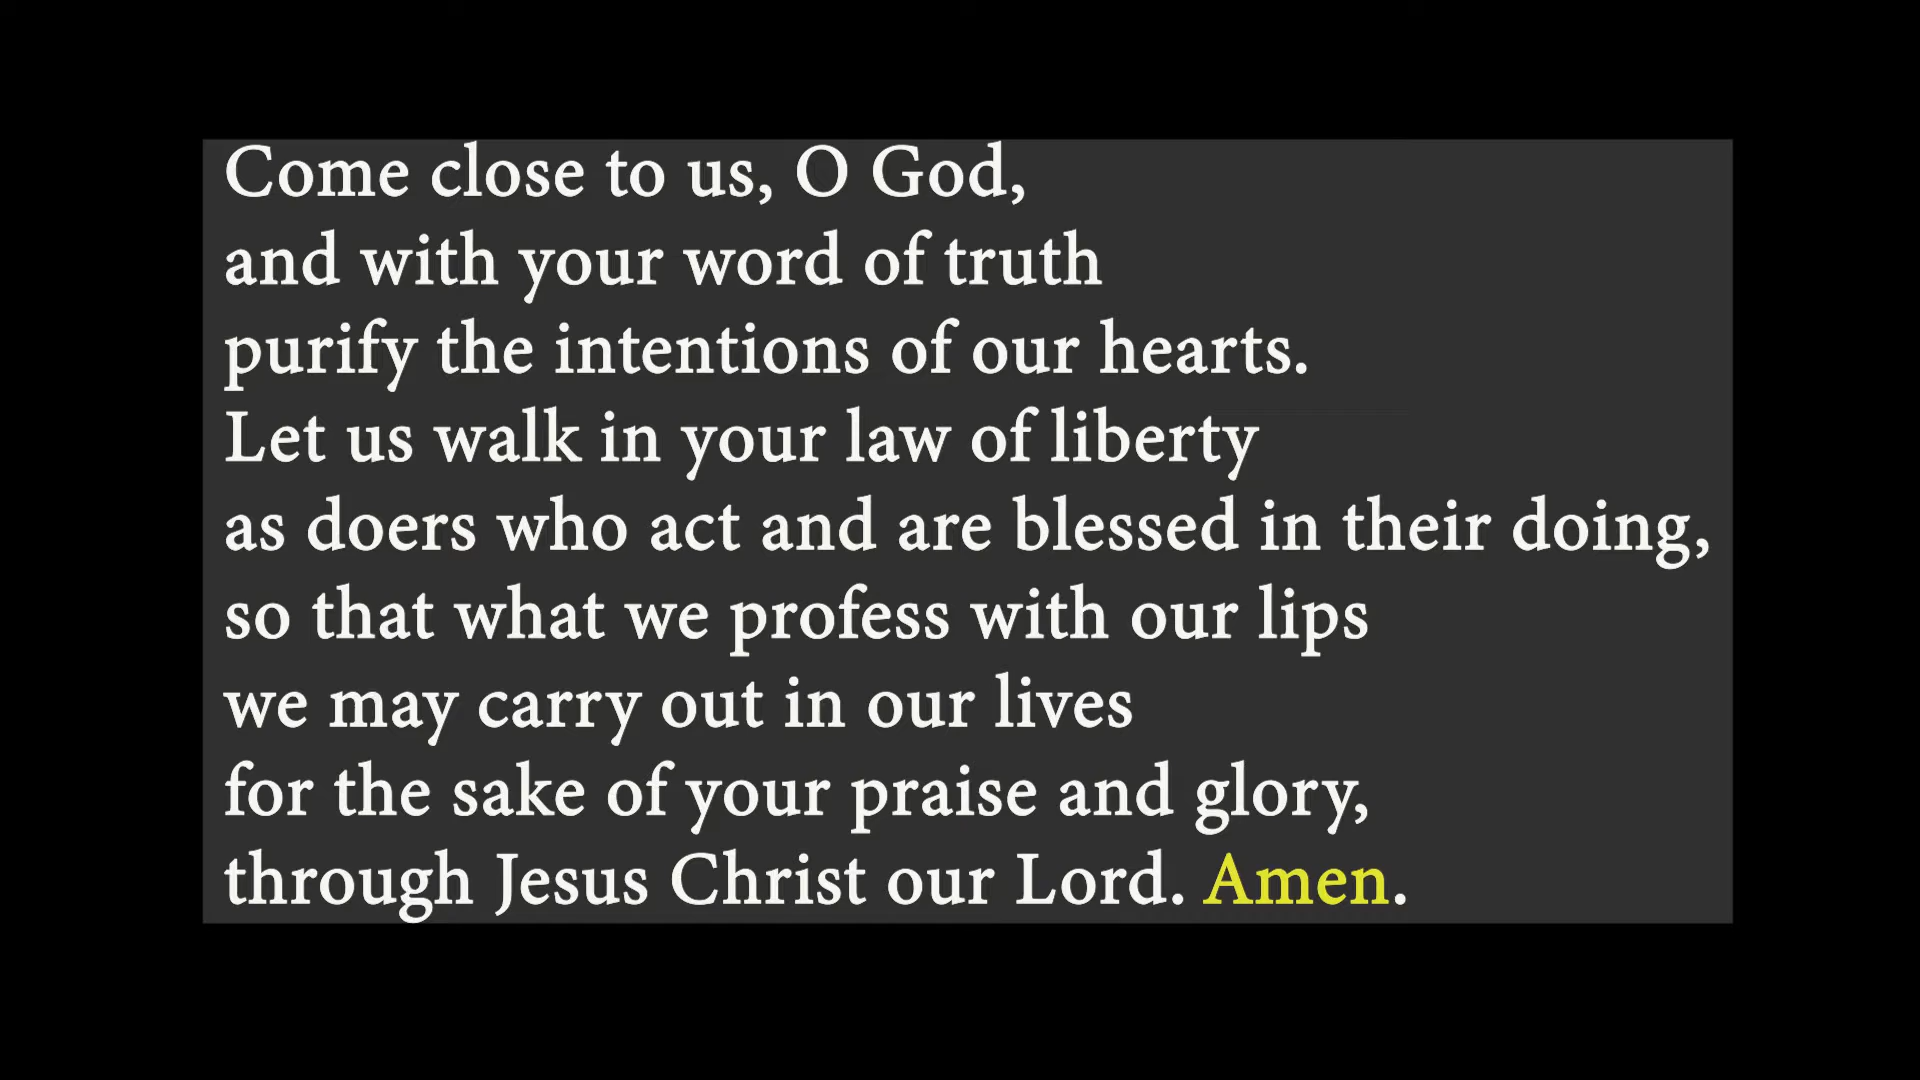 Come close to us, O God,
and with your word of truth
purify the intentions of our hearts.
Let us walk in your law of liberty
as doers who act and are blessed in their doing,
so that what we profess with our lips
we may carry out in our lives
for the sake of your praise and glory,
through Jesus Christ our Lord. Amen.